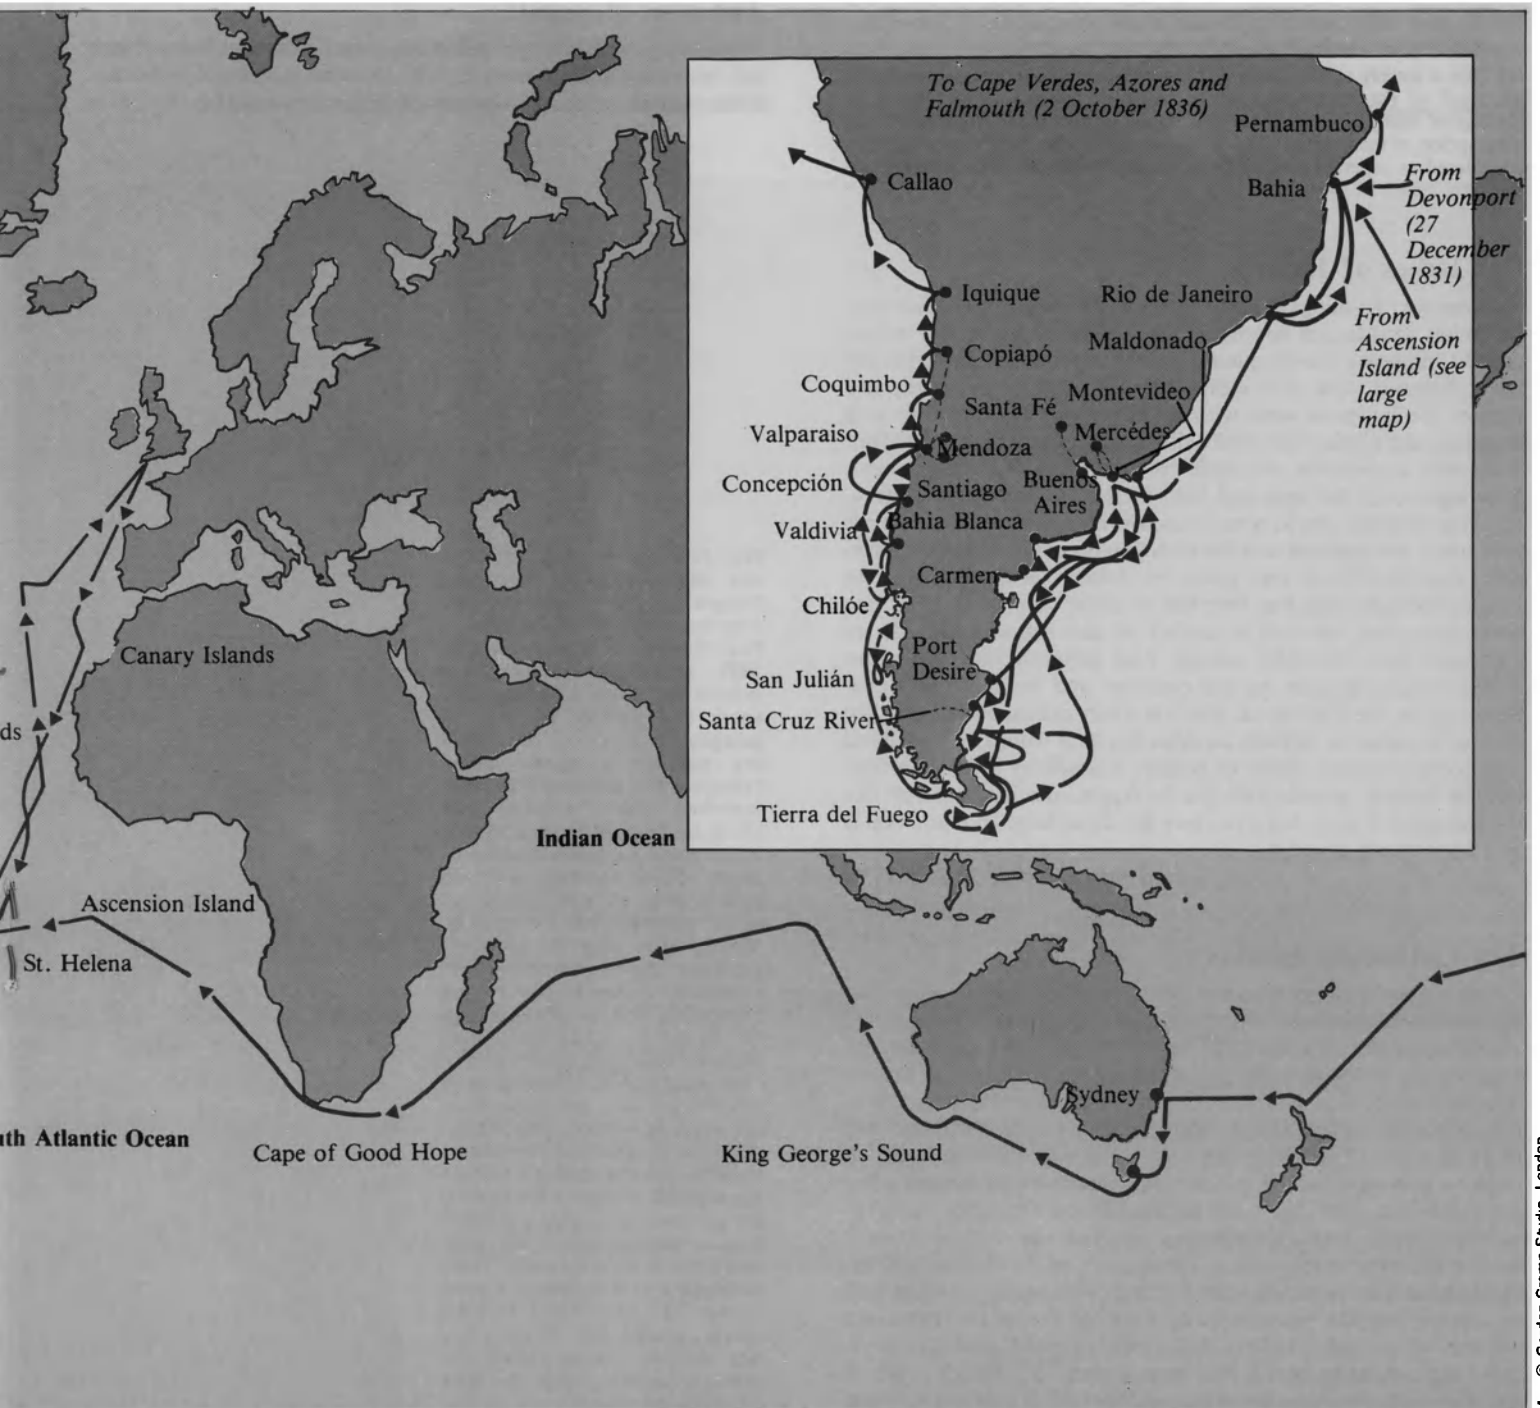 To Cape Verdes, Azores and
Falmouth (2 October 1836)
Pernambuco
Callao
Bahia
From
Devonport
(27
December
1831)
Iquique
Rio de Janeiro
From
Ascension
Island (see
large
map)
Maldonado
Copiapó
Coquimbo
Montevideo
Santa Fé
Valparaiso
Mercédes
Mendoza
Concepción
Santiago
Buenos
Aires
Valdivia
Bahia Blanca
Carmen
Chilóe
Port
Desire
San Julián
Santa Cruz River
Tierra del Fuego
Canary Islands
ds
Indian Ocean
Ascension Island
St. Helena
Sydney
uth Atlantic Ocean
Cape of Good Hope
King George's Sound